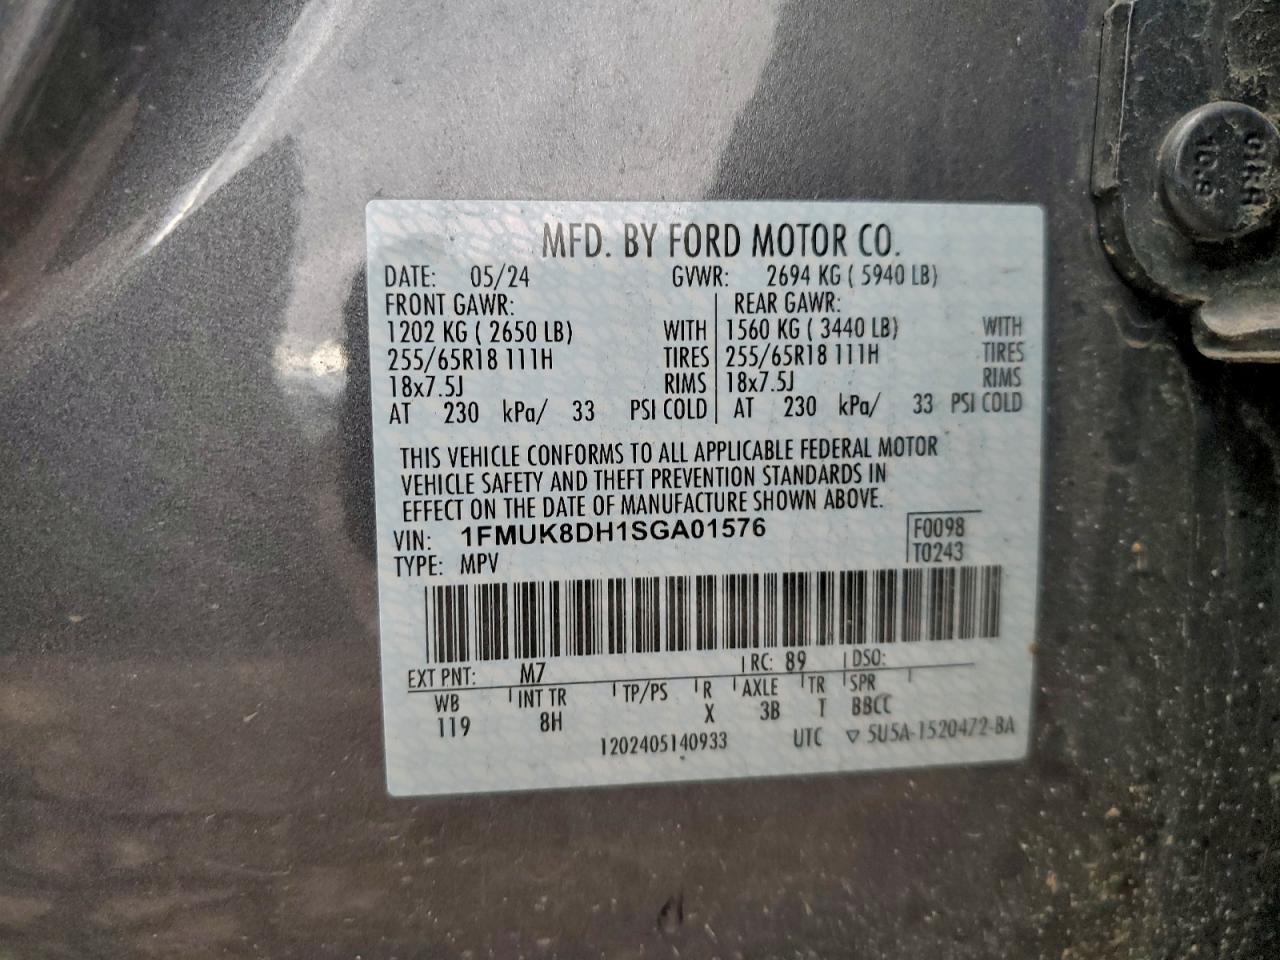 MFD. BY FORD MOTOR CO.
DATE: 05/24 GVWR: 2694 KG ( 5940 LB)
FRONT GAWR: REAR GAWR:
1202 KG ( 2650 LB) WITH 1560 KG ( 3440 LB) WITH
255/65R18 111H TIRES 255/65R18 111H TIRES
18x7.5J RIMS 18x7.5J RIMS
AT 230 kPa/ 33 PSI COLD AT 230 kPa/ 33 PSI COLD
THIS VEHICLE CONFORMS TO ALL APPLICABLE FEDERAL MOTOR
VEHICLE SAFETY AND THEFT PREVENTION STANDARDS IN
EFFECT ON THE DATE OF MANUFACTURE SHOWN ABOVE.
VIN: 1FMUK8DH1SGA01576 F0098
TYPE: MPV T0243
EXT PNT: M7 RC: 89 DSO:
WB INT TR TP/PS R AXLE TR SPR
119 8H X 3B T BBCC
1202405140933 UTC ▽ 5U5A-1520472-BA
10.9